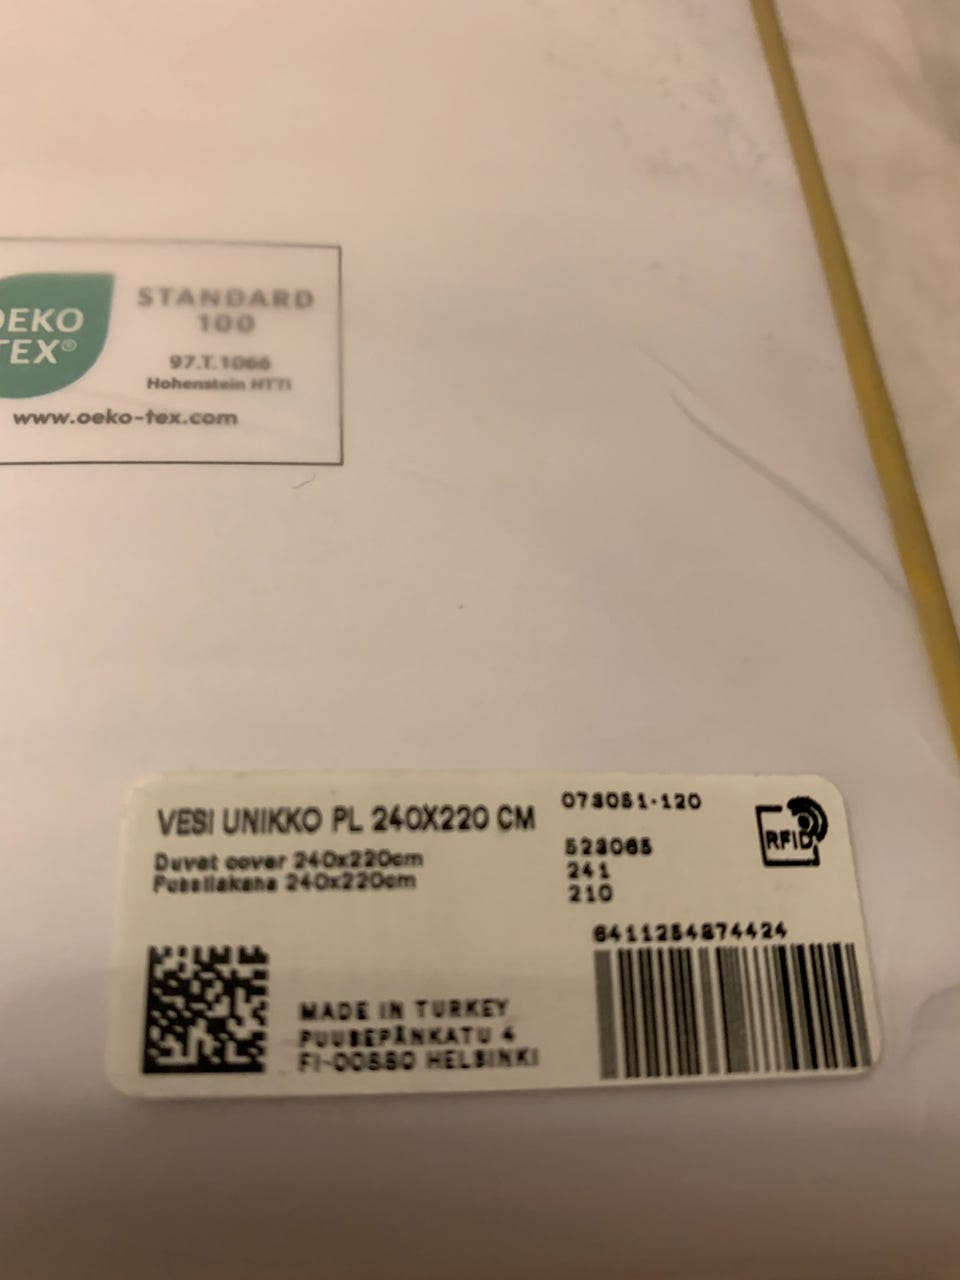 OEKO
TEX®
STANDARD
100
97.T.1066
Hohenstein HTTI
www.oeko-tex.com
VESI UNIKKO PL 240X220 CM
073051-120
Duvet cover 240x220cm
Pussilakana 240x220cm
241
210
RFID
6411254874424
MADE IN TURKEY
PUUSEPÄNKATU 4
FI-00880 HELSINKI